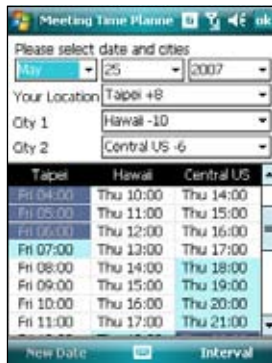 Meeting Time Planne ok
Please select date and cities
May 25 2007
Your Location Taipei +8
City 1 Hawaii -10
City 2 Central US -6
Taipei Hawaii Central US
Fri 04:00 Thu 10:00 Thu 14:00
Fri 05:00 Thu 11:00 Thu 15:00
Fri 06:00 Thu 12:00 Thu 16:00
Fri 07:00 Thu 13:00 Thu 17:00
Fri 08:00 Thu 14:00 Thu 18:00
Fri 09:00 Thu 15:00 Thu 19:00
Fri 10:00 Thu 16:00 Thu 20:00
Fri 11:00 Thu 17:00 Thu 21:00
New Date Interval